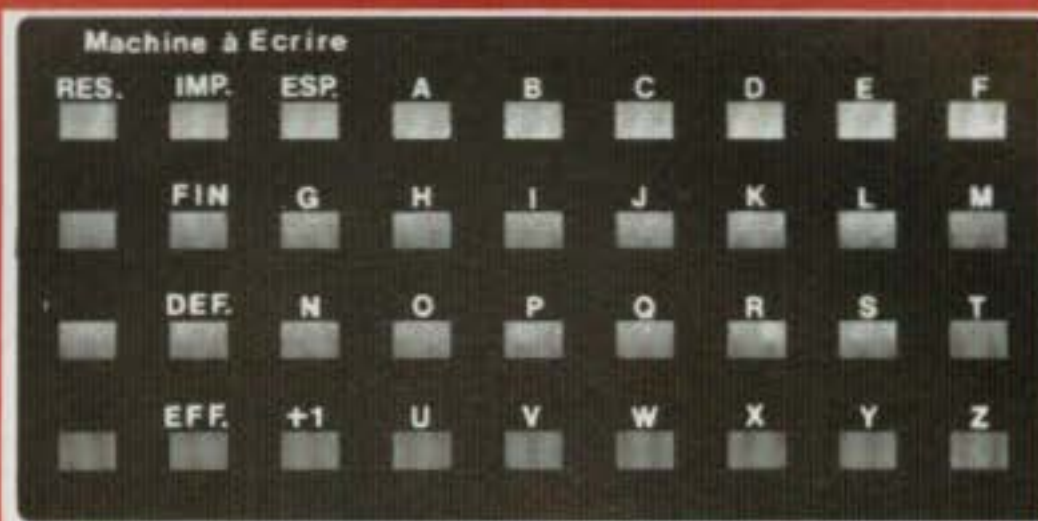 Machine à Ecrire
RES. IMP. ESP. A B C D E F
FIN G H I J K L M
DEF. N O P Q R S T
EFF. +1 U V W X Y Z